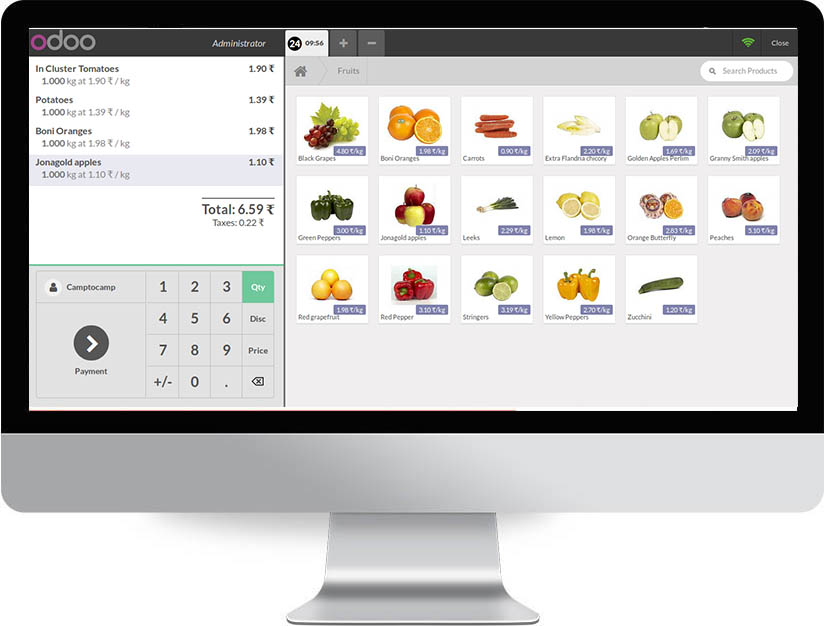 odoo
Administrator
24 09:56
+
−
Close
In Cluster Tomatoes 1.90 ₹
1.000 kg at 1.90 ₹ / kg
Potatoes 1.39 ₹
1.000 kg at 1.39 ₹ / kg
Boni Oranges 1.98 ₹
1.000 kg at 1.98 ₹ / kg
Jonagold apples 1.10 ₹
1.000 kg at 1.10 ₹ / kg
Total: 6.59 ₹
Taxes: 0.22 ₹
Camptocamp
Payment
1 2 3 Qty
4 5 6 Disc
7 8 9 Price
+/- 0 .
Fruits
Search Products
4.80 ₹/kg
Black Grapes
1.98 ₹/kg
Boni Oranges
0.90 ₹/kg
Carrots
2.20 ₹/kg
Extra Flandria chicory
1.69 ₹/kg
Golden Apples Perlim
2.09 ₹/kg
Granny Smith apples
3.00 ₹/kg
Green Peppers
1.10 ₹/kg
Jonagold apples
2.29 ₹/kg
Leeks
1.98 ₹/kg
Lemon
2.83 ₹/kg
Orange Butterfly
5.10 ₹/kg
Peaches
1.98 ₹/kg
Red grapefruit
3.10 ₹/kg
Red Pepper
3.19 ₹/kg
Stringers
2.70 ₹/kg
Yellow Peppers
1.20 ₹/kg
Zucchini